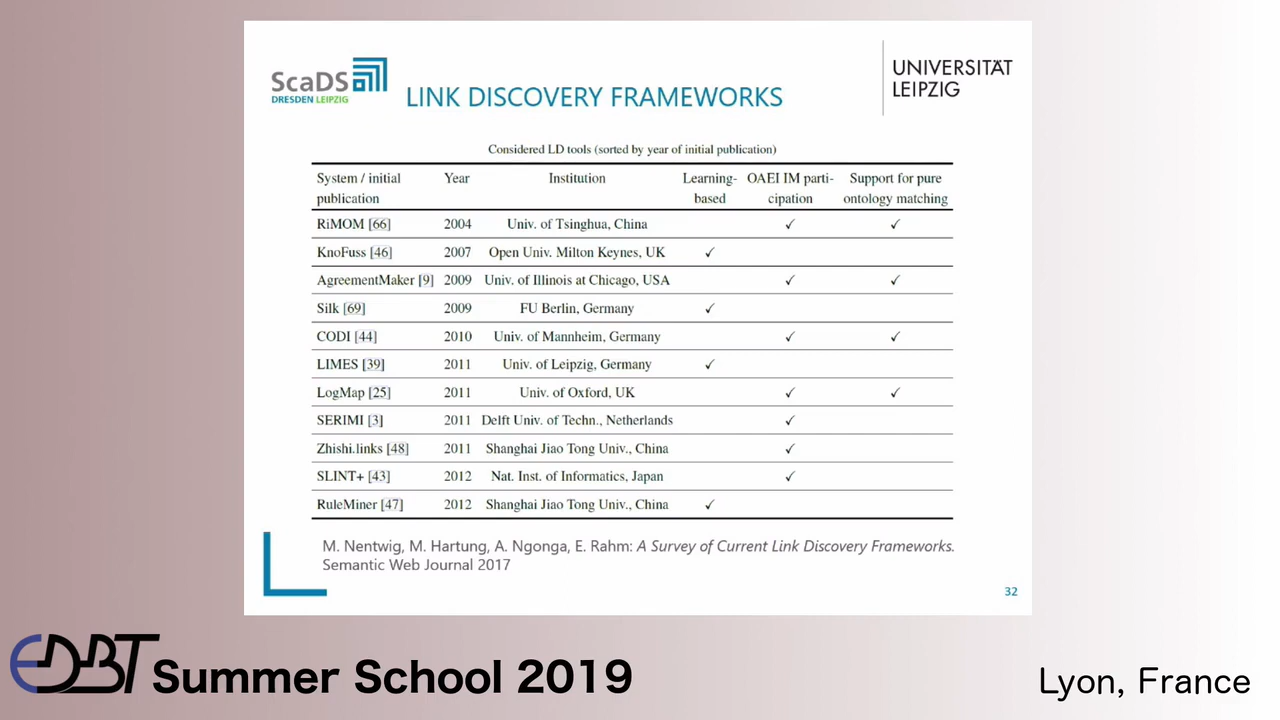 ScaDS
DRESDEN LEIPZIG
LINK DISCOVERY FRAMEWORKS
UNIVERSITÄT
LEIPZIG
Considered LD tools (sorted by year of initial publication)
System / initial publication Year Institution Learning-based OAEI IM parti-cipation Support for pure ontology matching
RiMOM [66] 2004 Univ. of Tsinghua, China ✓ ✓
KnoFuss [46] 2007 Open Univ. Milton Keynes, UK ✓
AgreementMaker [9] 2009 Univ. of Illinois at Chicago, USA ✓ ✓
Silk [69] 2009 FU Berlin, Germany ✓
CODI [44] 2010 Univ. of Mannheim, Germany ✓ ✓
LIMES [39] 2011 Univ. of Leipzig, Germany ✓
LogMap [25] 2011 Univ. of Oxford, UK ✓ ✓
SERIMI [3] 2011 Delft Univ. of Techn., Netherlands ✓
Zhishi.links [48] 2011 Shanghai Jiao Tong Univ., China ✓
SLINT+ [43] 2012 Nat. Inst. of Informatics, Japan ✓
RuleMiner [47] 2012 Shanghai Jiao Tong Univ., China ✓
M. Nentwig, M. Hartung, A. Ngonga, E. Rahm: A Survey of Current Link Discovery Frameworks.
Semantic Web Journal 2017
32
EDBT Summer School 2019
Lyon, France